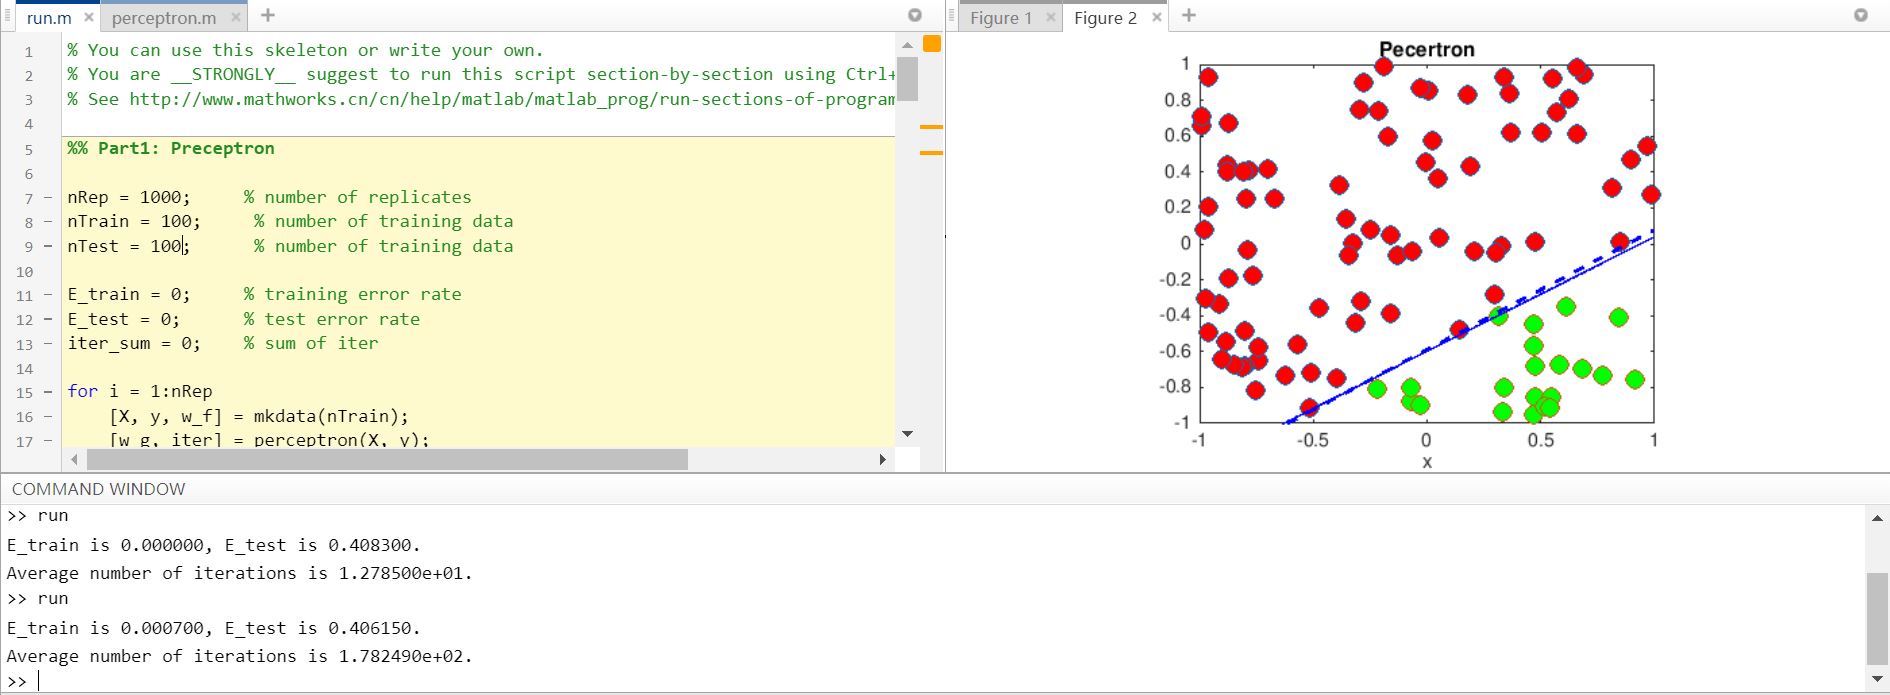 run.m × perceptron.m × +
1 % You can use this skeleton or write your own.
2 % You are __STRONGLY__ suggest to run this script section-by-section using Ctrl+
3 % See http://www.mathworks.cn/cn/help/matlab/matlab_prog/run-sections-of-program
4
5 %% Part1: Preceptron
6
7 – nRep = 1000; % number of replicates
8 – nTrain = 100; % number of training data
9 – nTest = 100; % number of training data
10
11 – E_train = 0; % training error rate
12 – E_test = 0; % test error rate
13 – iter_sum = 0; % sum of iter
14
15 – for i = 1:nRep
16 – [X, y, w_f] = mkdata(nTrain);
17 – [w_g, iter] = perceptron(X, y);
Figure 1 × Figure 2 × +
Pecertron
1
0.8
0.6
0.4
0.2
0
-0.2
-0.4
-0.6
-0.8
-1
-1 -0.5 0 0.5 1
x
COMMAND WINDOW
>> run
E_train is 0.000000, E_test is 0.408300.
Average number of iterations is 1.278500e+01.
>> run
E_train is 0.000700, E_test is 0.406150.
Average number of iterations is 1.782490e+02.
>>